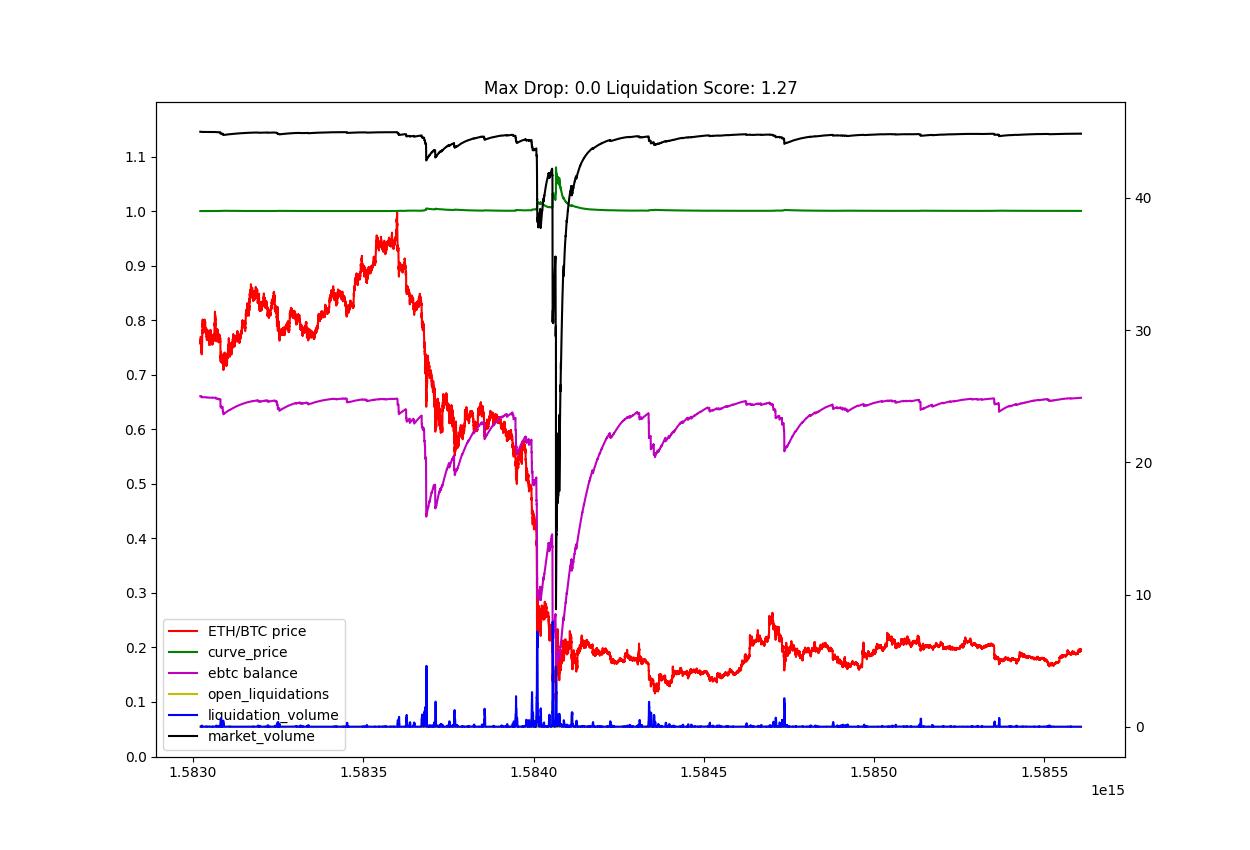 Max Drop: 0.0 Liquidation Score: 1.27
1.1
1.0
0.9
0.8
0.7
0.6
0.5
0.4
0.3
0.2
0.1
0.0
40
30
20
10
0
ETH/BTC price
curve_price
ebtc balance
open_liquidations
liquidation_volume
market_volume
1.5830
1.5835
1.5840
1.5845
1.5850
1.5855
1e15